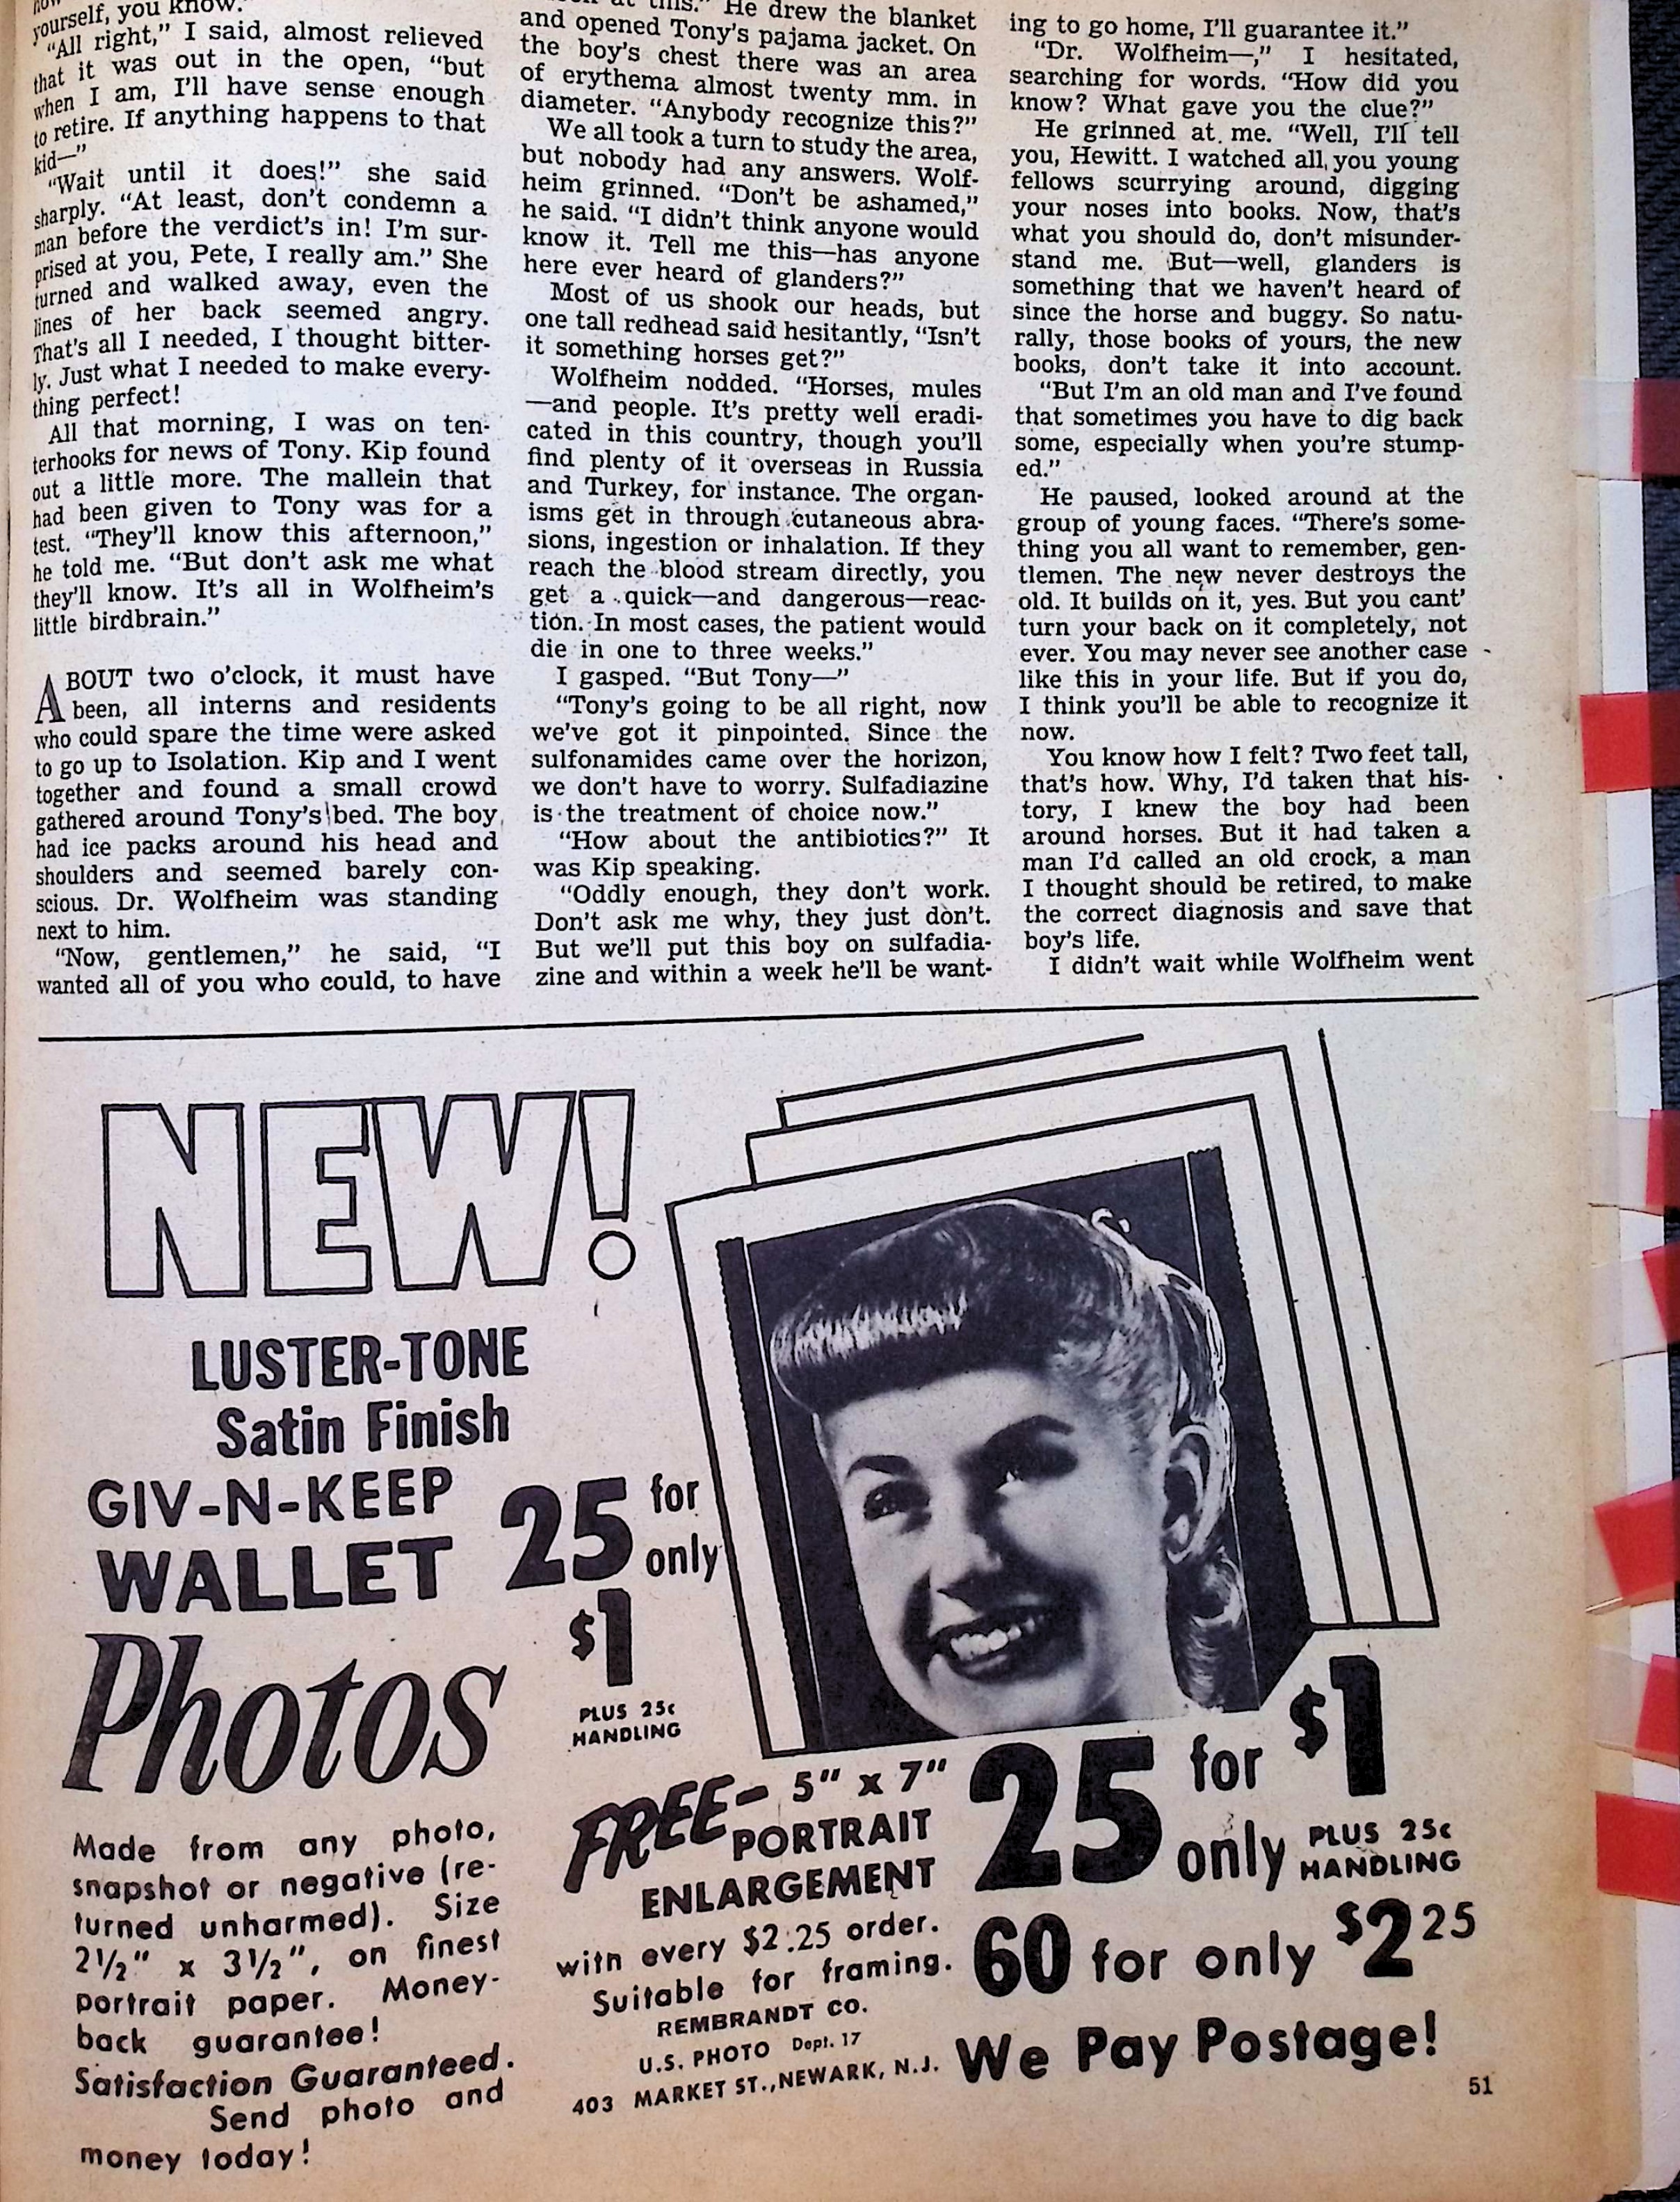 yourself, you know."
"All right," I said, almost relieved
that it was out in the open, "but
when I am, I'll have sense enough
to retire. If anything happens to that
kid—"
"Wait until it does!" she said
sharply. "At least, don't condemn a
man before the verdict's in! I'm sur-
prised at you, Pete, I really am." She
turned and walked away, even the
lines of her back seemed angry.
That's all I needed, I thought bitter-
ly. Just what I needed to make every-
thing perfect!
All that morning, I was on ten-
terhooks for news of Tony. Kip found
out a little more. The mallein that
had been given to Tony was for a
test. "They'll know this afternoon,"
he told me. "But don't ask me what
they'll know. It's all in Wolfheim's
little birdbrain."
ABOUT two o'clock, it must have
been, all interns and residents
who could spare the time were asked
to go up to Isolation. Kip and I went
together and found a small crowd
gathered around Tony's bed. The boy
had ice packs around his head and
shoulders and seemed barely con-
scious. Dr. Wolfheim was standing
next to him.
"Now, gentlemen," he said, "I
wanted all of you who could, to have
at this." He drew the blanket
and opened Tony's pajama jacket. On
the boy's chest there was an area
of erythema almost twenty mm. in
diameter. "Anybody recognize this?"
We all took a turn to study the area,
but nobody had any answers. Wolf-
heim grinned. "Don't be ashamed,"
he said. "I didn't think anyone would
know it. Tell me this—has anyone
here ever heard of glanders?"
Most of us shook our heads, but
one tall redhead said hesitantly, "Isn't
it something horses get?"
Wolfheim nodded. "Horses, mules
—and people. It's pretty well eradi-
cated in this country, though you'll
find plenty of it overseas in Russia
and Turkey, for instance. The organ-
isms get in through cutaneous abra-
sions, ingestion or inhalation. If they
reach the blood stream directly, you
get a quick—and dangerous—reac-
tion. In most cases, the patient would
die in one to three weeks."
I gasped. "But Tony—"
"Tony's going to be all right, now
we've got it pinpointed. Since the
sulfonamides came over the horizon,
we don't have to worry. Sulfadiazine
is the treatment of choice now."
"How about the antibiotics?" It
was Kip speaking.
"Oddly enough, they don't work.
Don't ask me why, they just don't.
But we'll put this boy on sulfadia-
zine and within a week he'll be want-
ing to go home, I'll guarantee it."
"Dr. Wolfheim—," I hesitated,
searching for words. "How did you
know? What gave you the clue?"
He grinned at me. "Well, I'll tell
you, Hewitt. I watched all you young
fellows scurrying around, digging
your noses into books. Now, that's
what you should do, don't misunder-
stand me. But—well, glanders is
something that we haven't heard of
since the horse and buggy. So natu-
rally, those books of yours, the new
books, don't take it into account.
"But I'm an old man and I've found
that sometimes you have to dig back
some, especially when you're stump-
ed."
He paused, looked around at the
group of young faces. "There's some-
thing you all want to remember, gen-
tlemen. The new never destroys the
old. It builds on it, yes. But you cant'
turn your back on it completely, not
ever. You may never see another case
like this in your life. But if you do,
I think you'll be able to recognize it
now.
You know how I felt? Two feet tall,
that's how. Why, I'd taken that his-
tory, I knew the boy had been
around horses. But it had taken a
man I'd called an old crock, a man
I thought should be retired, to make
the correct diagnosis and save that
boy's life.
I didn't wait while Wolfheim went
NEW!
LUSTER-TONE
Satin Finish
GIV-N-KEEP
WALLET
Photos
25 for
only
$1
PLUS 25c
HANDLING
Made from any photo,
snapshot or negative (re-
turned unharmed). Size
2½" x 3½", on finest
portrait paper. Money-
back guarantee!
Satisfaction Guaranteed.
Send photo and
money today!
FREE- 5" x 7"
PORTRAIT
ENLARGEMENT
with every $2.25 order.
Suitable for framing.
REMBRANDT CO.
U.S. PHOTO Dept. 17
403 MARKET ST., NEWARK, N.J.
25 for $1
only PLUS 25c
HANDLING
60 for only $2 25
We Pay Postage!
51